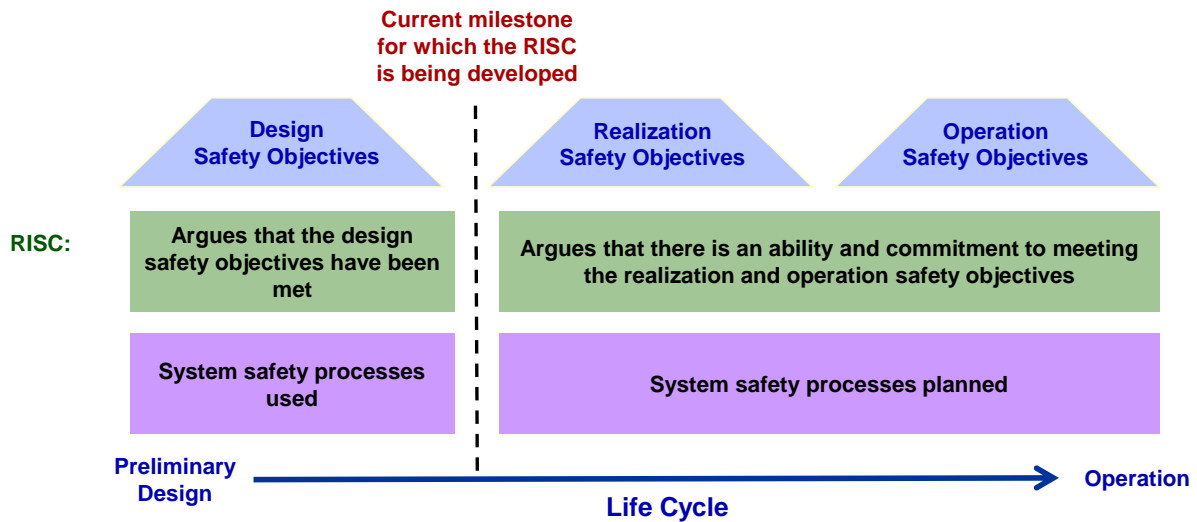 Current milestone
for which the RISC
is being developed
Design
Safety Objectives
Realization
Safety Objectives
Operation
Safety Objectives
RISC:
Argues that the design
safety objectives have been
met
Argues that there is an ability and commitment to meeting
the realization and operation safety objectives
System safety processes
used
System safety processes planned
Preliminary
Design
Life Cycle
Operation